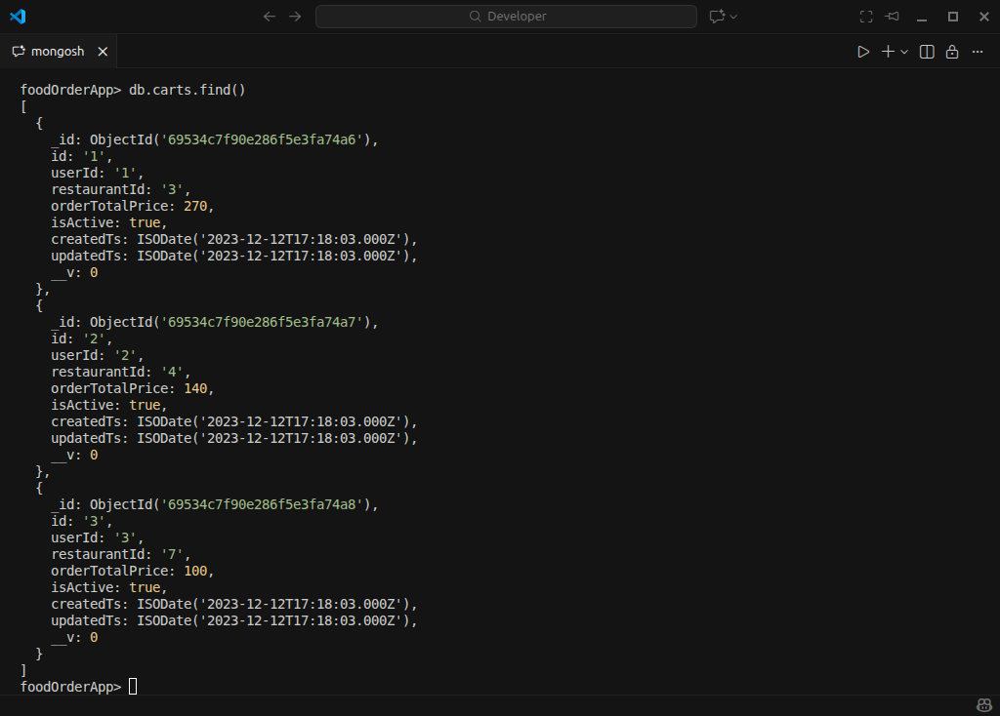 Developer
mongosh
foodOrderApp> db.carts.find()
[
  {
    _id: ObjectId('69534c7f90e286f5e3fa74a6'),
    id: '1',
    userId: '1',
    restaurantId: '3',
    orderTotalPrice: 270,
    isActive: true,
    createdTs: ISODate('2023-12-12T17:18:03.000Z'),
    updatedTs: ISODate('2023-12-12T17:18:03.000Z'),
    __v: 0
  },
  {
    _id: ObjectId('69534c7f90e286f5e3fa74a7'),
    id: '2',
    userId: '2',
    restaurantId: '4',
    orderTotalPrice: 140,
    isActive: true,
    createdTs: ISODate('2023-12-12T17:18:03.000Z'),
    updatedTs: ISODate('2023-12-12T17:18:03.000Z'),
    __v: 0
  },
  {
    _id: ObjectId('69534c7f90e286f5e3fa74a8'),
    id: '3',
    userId: '3',
    restaurantId: '7',
    orderTotalPrice: 100,
    isActive: true,
    createdTs: ISODate('2023-12-12T17:18:03.000Z'),
    updatedTs: ISODate('2023-12-12T17:18:03.000Z'),
    __v: 0
  }
]
foodOrderApp>